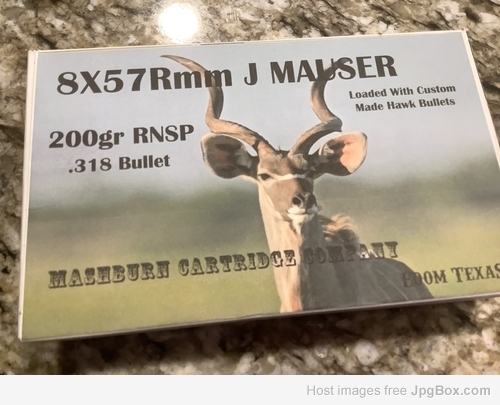 8X57Rmm J MAUSER
Loaded With Custom
Made Hawk Bullets
200gr RNSP
.318 Bullet
MASHBURN CARTRIDGE COMPANY
FROM TEXAS
Host images free JpgBox.com